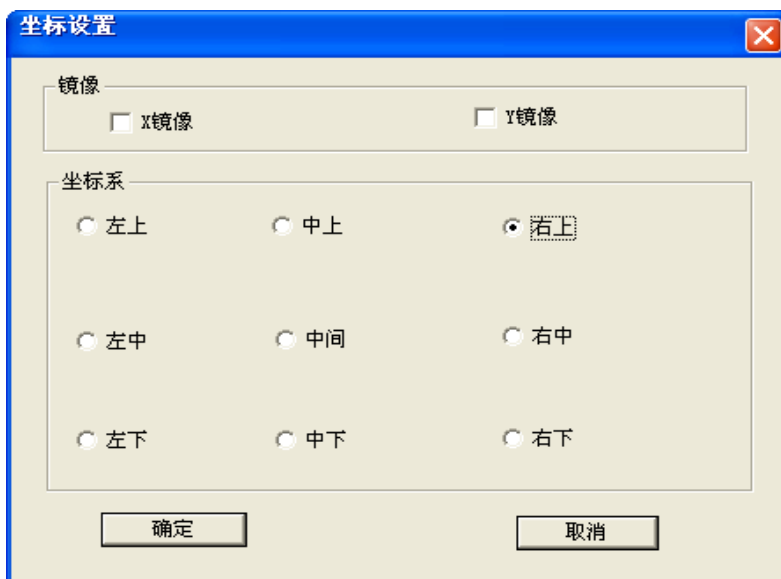 坐标设置
镜像
X镜像 Y镜像
坐标系
左上 中上 右上
左中 中间 右中
左下 中下 右下
确定 取消